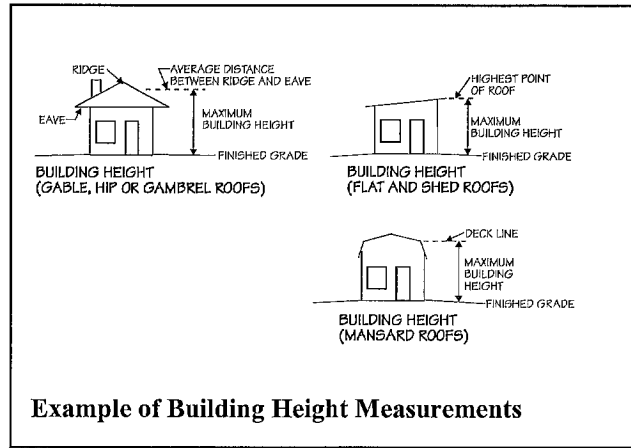 RIDGE
AVERAGE DISTANCE
BETWEEN RIDGE AND EAVE
EAVE
MAXIMUM
BUILDING HEIGHT
FINISHED GRADE
BUILDING HEIGHT
(GABLE, HIP OR GAMBREL ROOFS)
HIGHEST POINT
OF ROOF
MAXIMUM
BUILDING HEIGHT
FINISHED GRADE
BUILDING HEIGHT
(FLAT AND SHED ROOFS)
DECK LINE
MAXIMUM
BUILDING
HEIGHT
FINISHED GRADE
BUILDING HEIGHT
(MANSARD ROOFS)
Example of Building Height Measurements